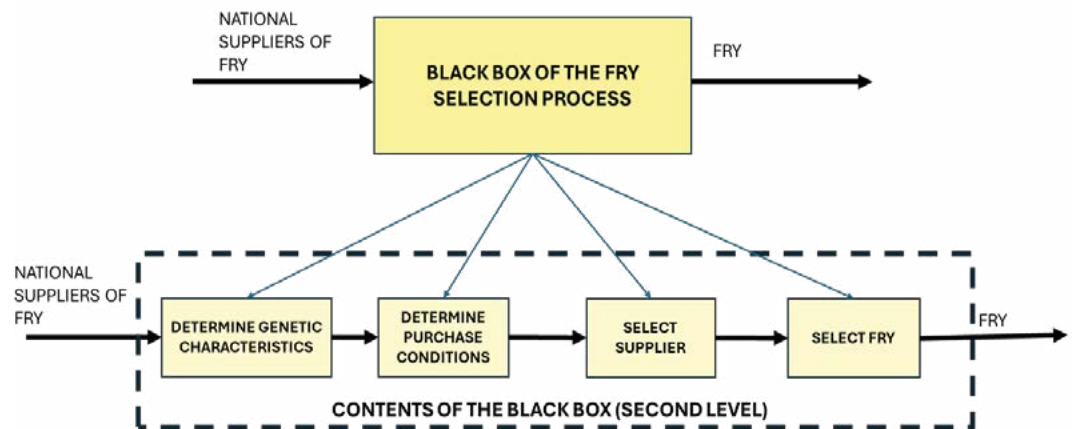 NATIONAL
SUPPLIERS OF
FRY
BLACK BOX OF THE FRY
SELECTION PROCESS
FRY
NATIONAL
SUPPLIERS OF
FRY
DETERMINE GENETIC
CHARACTERISTICS
DETERMINE
PURCHASE
CONDITIONS
SELECT
SUPPLIER
SELECT FRY
FRY
CONTENTS OF THE BLACK BOX (SECOND LEVEL)